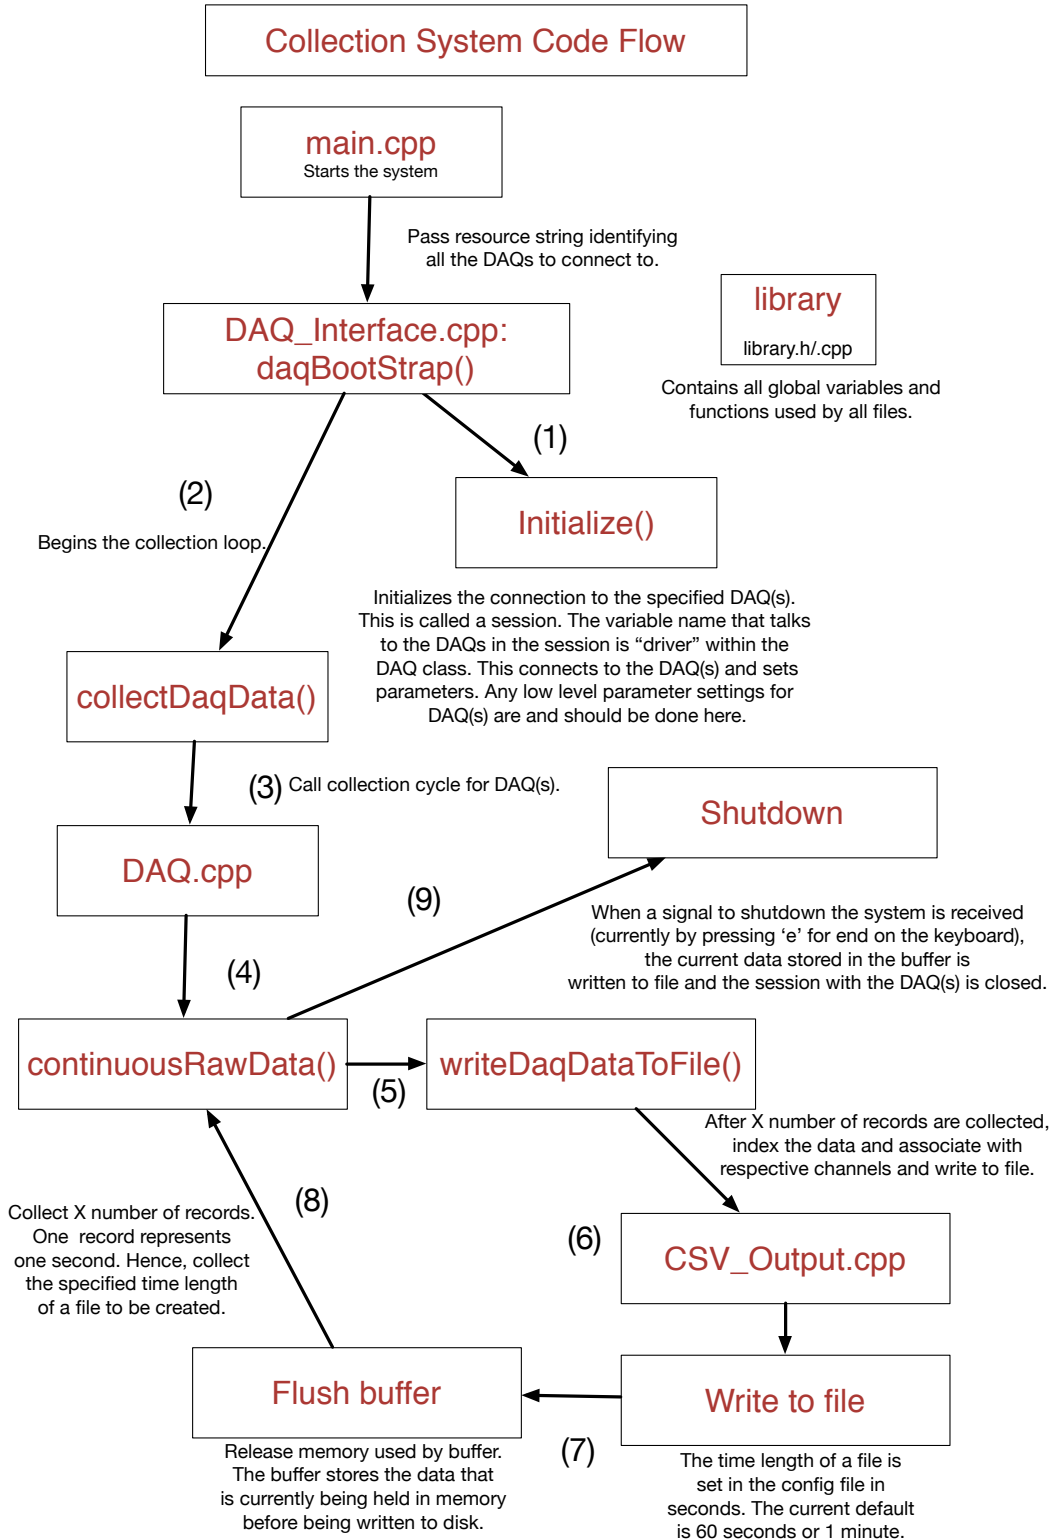 Collection System Code Flow
main.cpp
Starts the system
Pass resource string identifying
all the DAQs to connect to.
DAQ_Interface.cpp:
daqBootStrap()
library
library.h/.cpp
Contains all global variables and
functions used by all files.
(1)
(2)
Begins the collection loop.
Initialize()
Initializes the connection to the specified DAQ(s).
This is called a session. The variable name that talks
to the DAQs in the session is “driver” within the
DAQ class. This connects to the DAQ(s) and sets
parameters. Any low level parameter settings for
DAQ(s) are and should be done here.
collectDaqData()
(3) Call collection cycle for DAQ(s).
DAQ.cpp
Shutdown
(9)
When a signal to shutdown the system is received
(currently by pressing ‘e’ for end on the keyboard),
the current data stored in the buffer is
written to file and the session with the DAQ(s) is closed.
(4)
continuousRawData()
(5)
writeDaqDataToFile()
After X number of records are collected,
index the data and associate with
respective channels and write to file.
(8)
Collect X number of records.
One record represents
one second. Hence, collect
the specified time length
of a file to be created.
(6)
CSV_Output.cpp
Write to file
The time length of a file is
set in the config file in
seconds. The current default
is 60 seconds or 1 minute.
(7)
Flush buffer
Release memory used by buffer.
The buffer stores the data that
is currently being held in memory
before being written to disk.